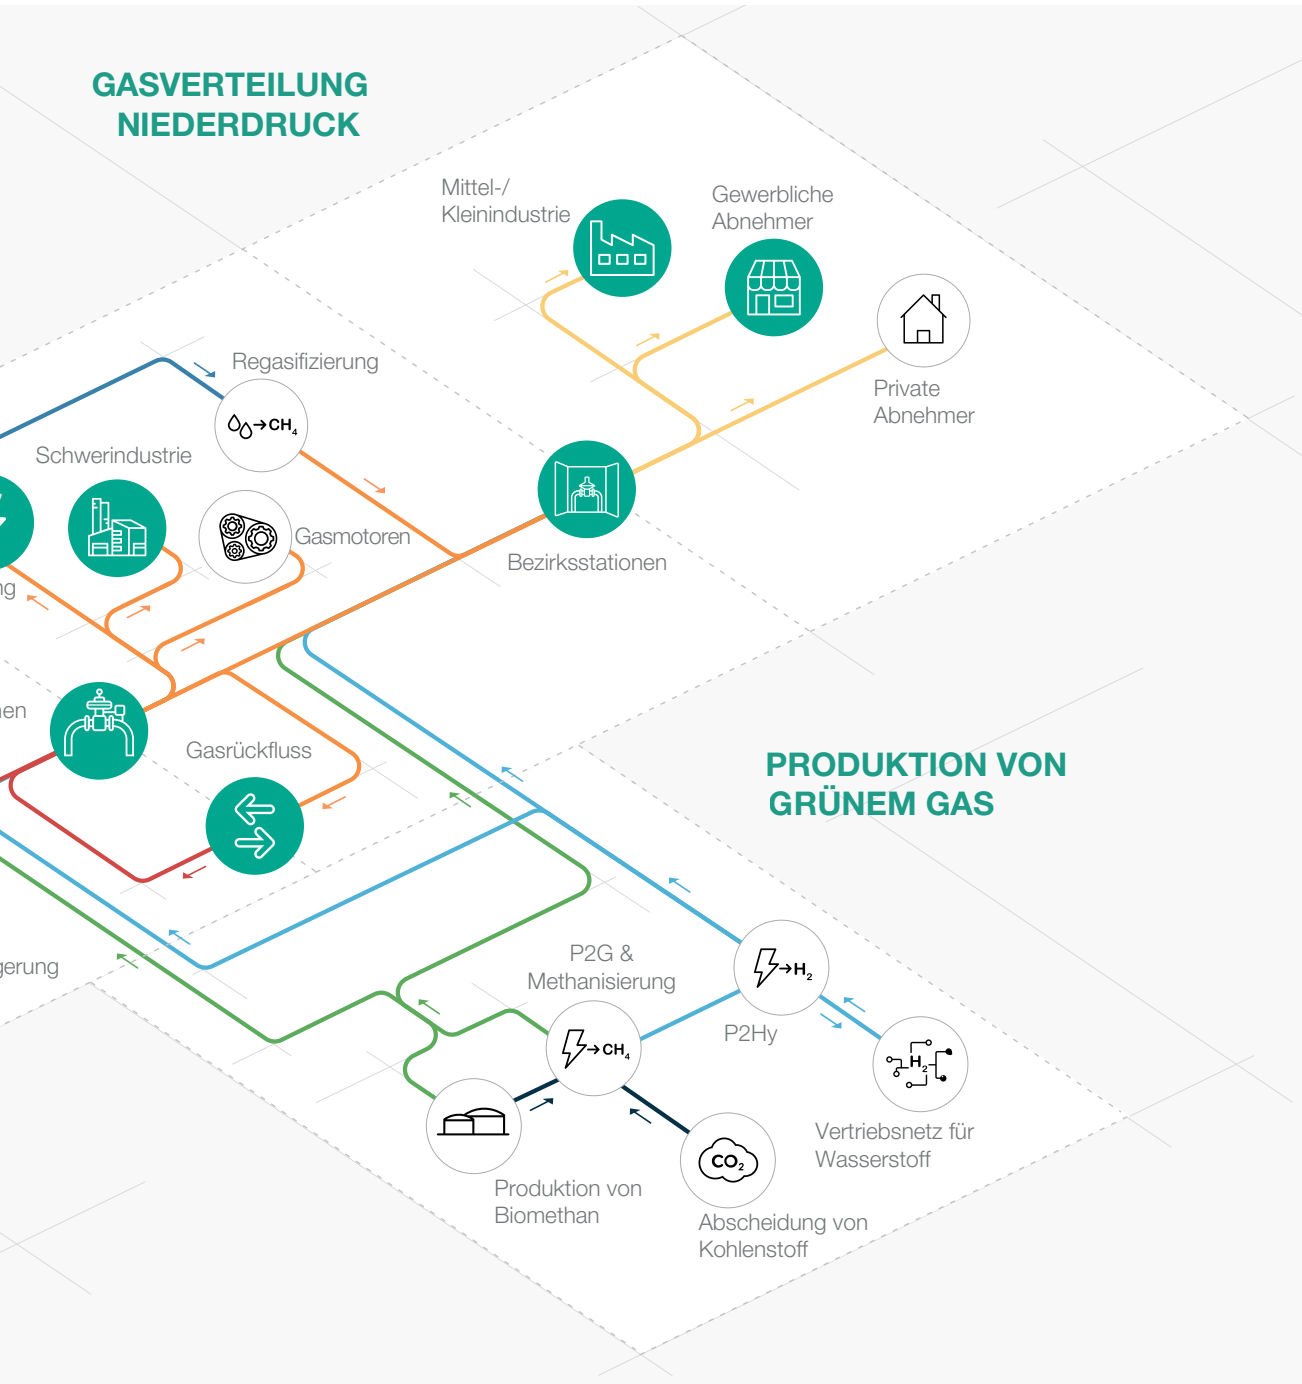 GASVERTEILUNG
NIEDERDRUCK
Mittel-/
Kleinindustrie
Gewerbliche
Abnehmer
Private
Abnehmer
Regasifizierung
CH4
Schwerindustrie
Gasmotoren
Bezirksstationen
Gasrückfluss
PRODUKTION VON
GRÜNEM GAS
P2G &
Methanisierung
CH4
H2
P2Hy
H2
Vertriebsnetz für
Wasserstoff
CO2
Produktion von
Biomethan
Abscheidung von
Kohlenstoff